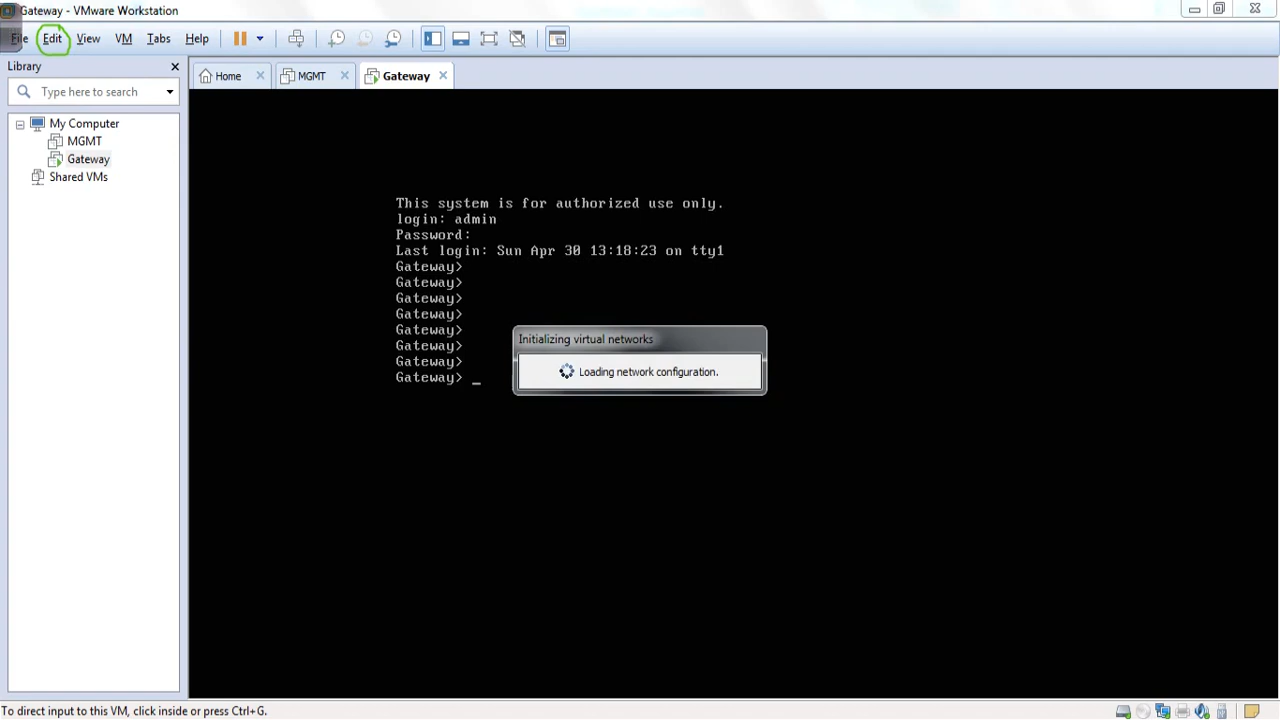 Gateway - VMware Workstation
File Edit View VM Tabs Help
Library
Type here to search
My Computer
MGMT
Gateway
Shared VMs
Home MGMT Gateway
This system is for authorized use only.
login: admin
Password:
Last login: Sun Apr 30 13:18:23 on tty1
Gateway>
Gateway>
Gateway>
Gateway>
Gateway>
Gateway>
Gateway>
Gateway> _
Initializing virtual networks
Loading network configuration.
To direct input to this VM, click inside or press Ctrl+G.